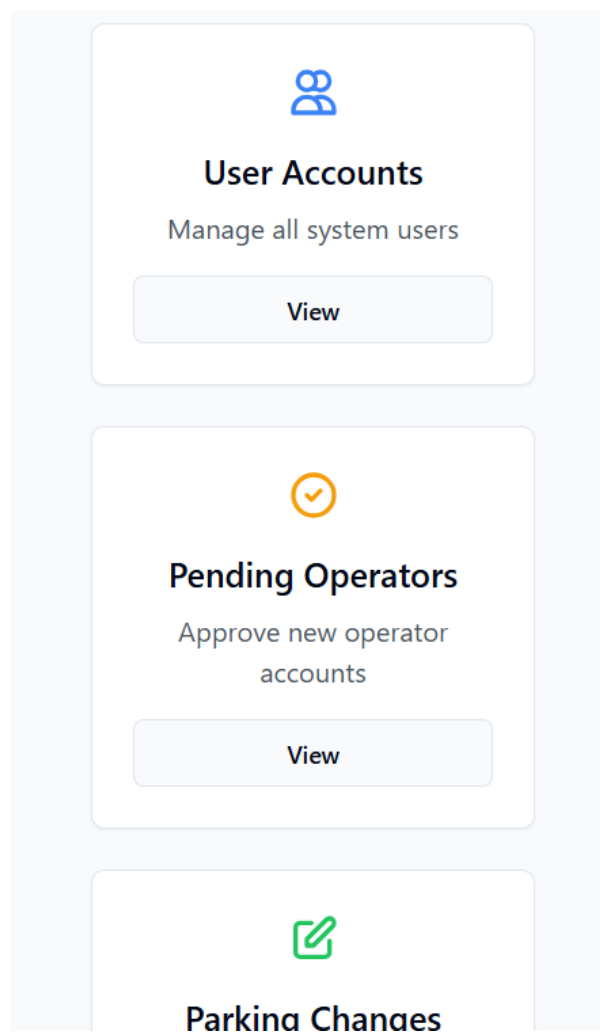 User Accounts
Manage all system users
View
Pending Operators
Approve new operator
accounts
View
Parking Changes